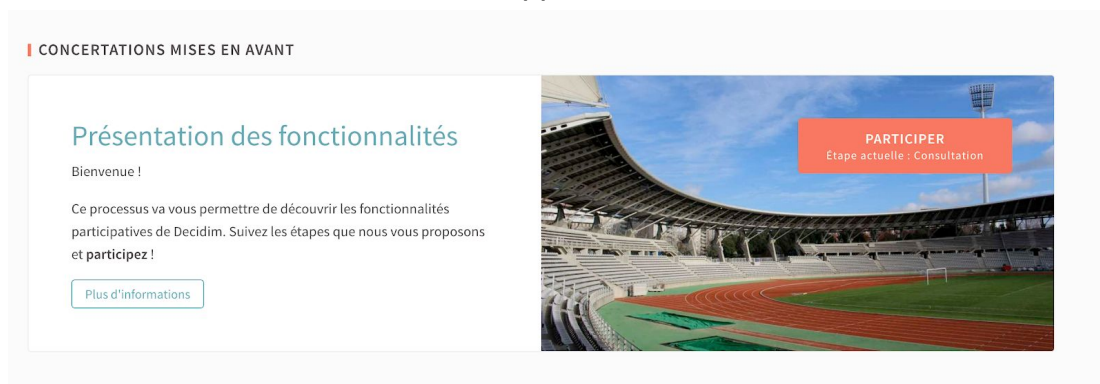 CONCERTATIONS MISES EN AVANT
Présentation des fonctionnalités
Bienvenue !
Ce processus va vous permettre de découvrir les fonctionnalités
participatives de Decidim. Suivez les étapes que nous vous proposons
et participez !
Plus d'informations
PARTICIPER
Étape actuelle : Consultation